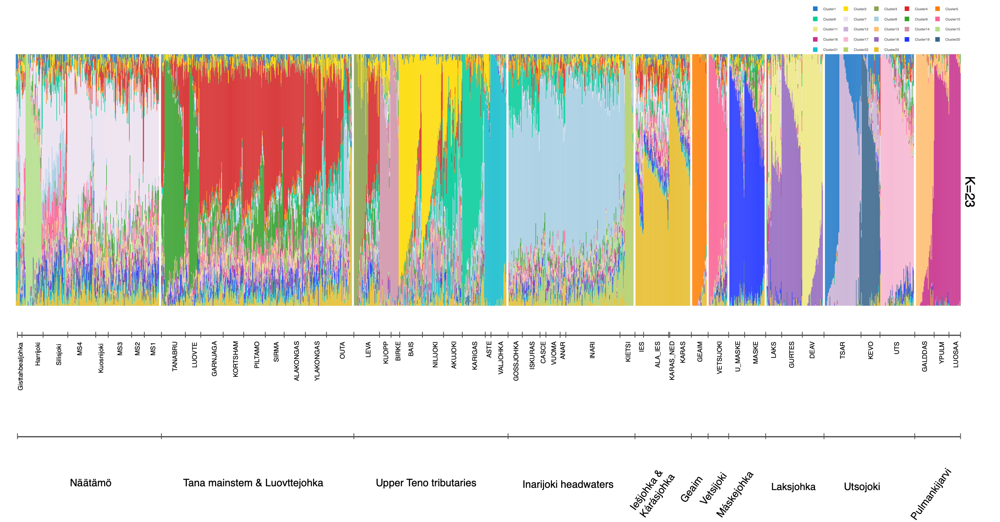 Cluster1 Cluster2 Cluster3 Cluster4 Cluster5
Cluster6 Cluster7 Cluster8 Cluster9 Cluster10
Cluster11 Cluster12 Cluster13 Cluster14 Cluster15
Cluster16 Cluster17 Cluster18 Cluster19 Cluster20
Cluster21 Cluster22 Cluster23
K=23
Gisttahbealjohka
Harrijoki
Silisjoki
MS4
Kuosnijoki
MS3
MS2
MS1
TANABRU
LUOVTE
GARNJAGA
KORTSHAM
PILTAMO
SIRMA
ALAKONGAS
YLAKONGAS
OUTA
LEVA
KUOPP
BIRKE
BAIS
NILIJOKI
AKUJOKI
KARIGAS
ASTE
VALJOHKA
GOSSJOHKA
ISKURAS
CASCE
VUOMA
ANAR
INARI
KIETSI
IES
ALA_IES
KARAS_NED
KARAS
GEAIM
VETSIJOKI
U_MASKE
MASKE
LAKS
GURTES
DEAV
TSAR
KEVO
UTS
GALDDAS
YPULM
LUOSAA
Näätämö
Tana mainstem & Luovttejohka
Upper Teno tributaries
Inarijoki headwaters
Iešjohka &
Kárásjohka
Geaim
Vetsijoki
Máskejohka
Laksjohka
Utsojoki
Pulmankijarvi